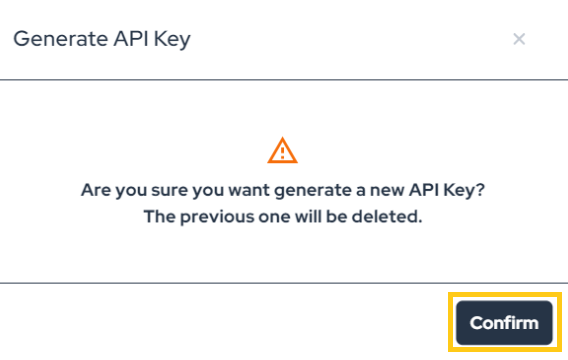 Generate API Key
Are you sure you want generate a new API Key?
The previous one will be deleted.
Confirm